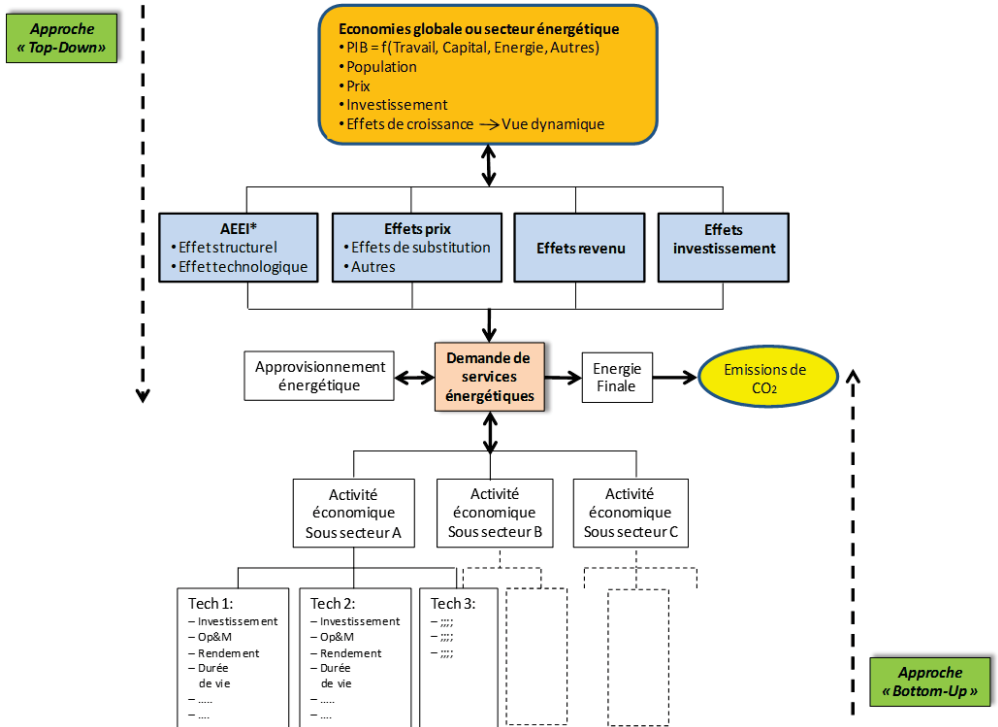 Approche
« Top-Down»
Economies globale ou secteur énergétique
• PIB = f(Travail, Capital, Energie, Autres)
• Population
• Prix
• Investissement
• Effets de croissance → Vue dynamique
AEEI*
• Effet structurel
• Effet technologique
Effets prix
• Effets de substitution
• Autres
Effets revenu
Effets
investissement
Approvisionnement
énergétique
Demande de
services
énergétiques
Energie
Finale
Emissions de
CO2
Activité
économique
Sous secteur A
Activité
économique
Sous secteur B
Activité
économique
Sous secteur C
Tech 1:
– Investissement
– Op&M
– Rendement
– Durée
de vie
– .....
– ....
Tech 2:
– Investissement
– Op&M
– Rendement
– Durée
de vie
– .....
– ....
Tech 3:
– ;;;;
– ;;;;
– ;;;;
Approche
« Bottom-Up »